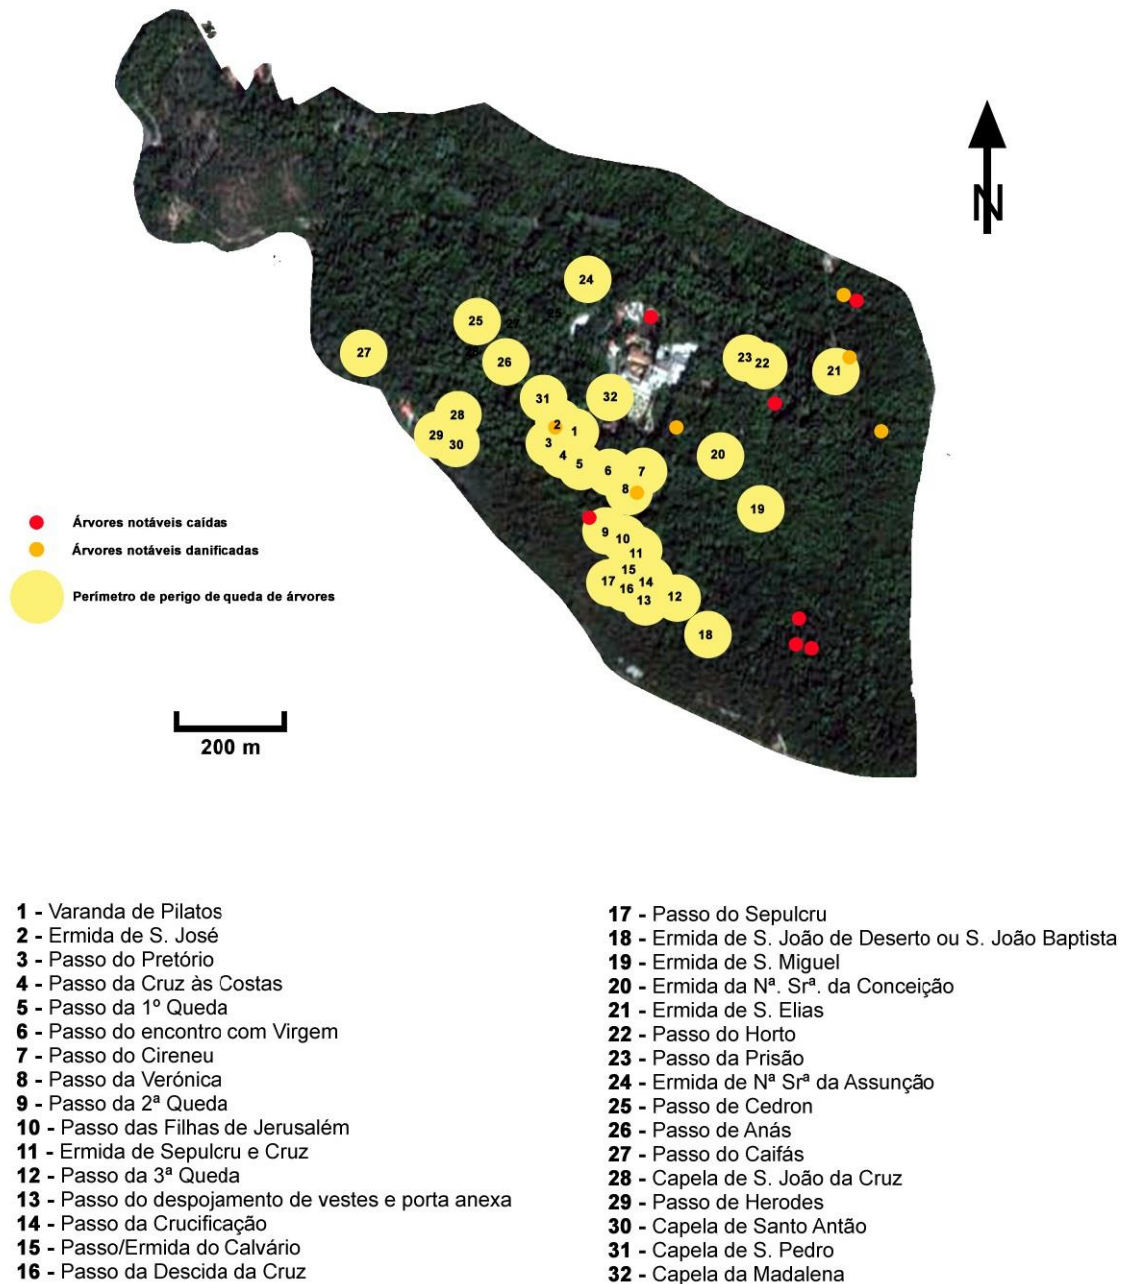 N
24
25
25
27
23
22
21
27
26
26
31
32
28
2
1
29
30
3
4
5
6
7
8
20
19
9
10
11
15
17
16
14
13
12
18
Árvores notáveis caídas
Árvores notáveis danificadas
Perímetro de perigo de queda de árvores
200 m
1 - Varanda de Pilatos
2 - Ermida de S. José
3 - Passo do Pretório
4 - Passo da Cruz às Costas
5 - Passo da 1º Queda
6 - Passo do encontro com Virgem
7 - Passo do Cireneu
8 - Passo da Verónica
9 - Passo da 2ª Queda
10 - Passo das Filhas de Jerusalém
11 - Ermida de Sepulcru e Cruz
12 - Passo da 3ª Queda
13 - Passo do despojamento de vestes e porta anexa
14 - Passo da Crucificação
15 - Passo/Ermida do Calvário
16 - Passo da Descida da Cruz
17 - Passo do Sepulcru
18 - Ermida de S. João de Deserto ou S. João Baptista
19 - Ermida de S. Miguel
20 - Ermida da Nª. Srª. da Conceição
21 - Ermida de S. Elias
22 - Passo do Horto
23 - Passo da Prisão
24 - Ermida de Nª Srª da Assunção
25 - Passo de Cedron
26 - Passo de Anás
27 - Passo do Caifás
28 - Capela de S. João da Cruz
29 - Passo de Herodes
30 - Capela de Santo Antão
31 - Capela de S. Pedro
32 - Capela da Madalena